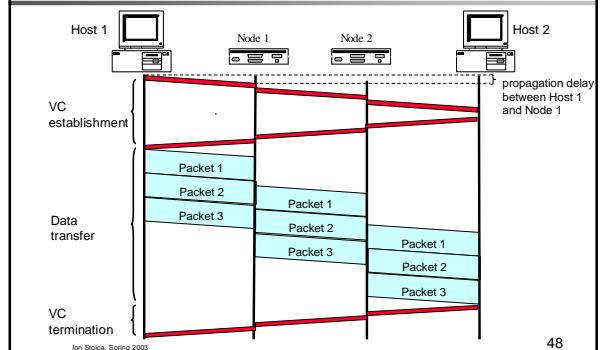 Host 1
Node 1
Node 2
Host 2
propagation delay
between Host 1
and Node 1
VC
establishment
Packet 1
Packet 2
Packet 3
Packet 1
Packet 2
Packet 3
Packet 1
Packet 2
Packet 3
Data
transfer
VC
termination
Ion Stoica, Spring 2003
48